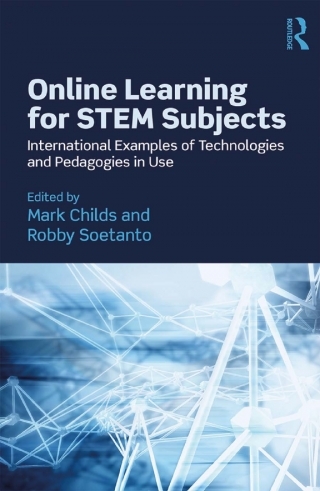 ROUTLEDGE
Online Learning
for STEM Subjects
International Examples of Technologies
and Pedagogies in Use
Edited by
Mark Childs and
Robby Soetanto